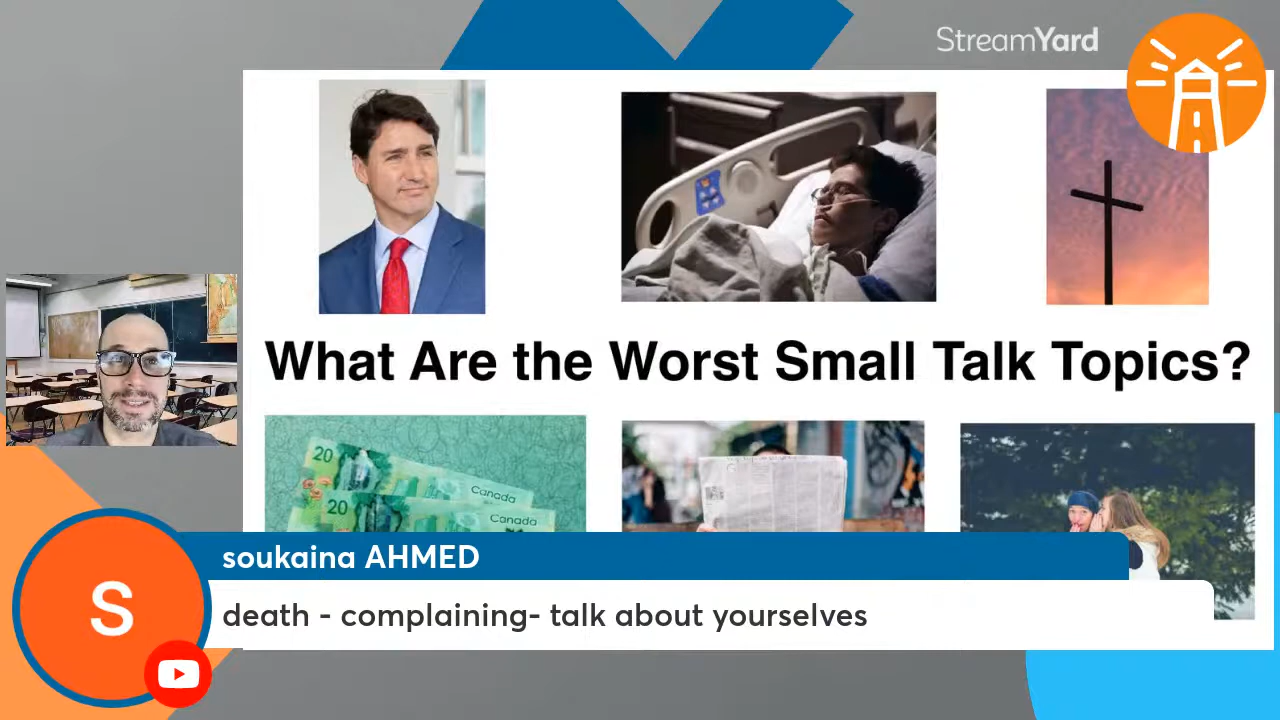 StreamYard
What Are the Worst Small Talk Topics?
20
Canada
20
Canada
soukaina AHMED
S
death - complaining- talk about yourselves